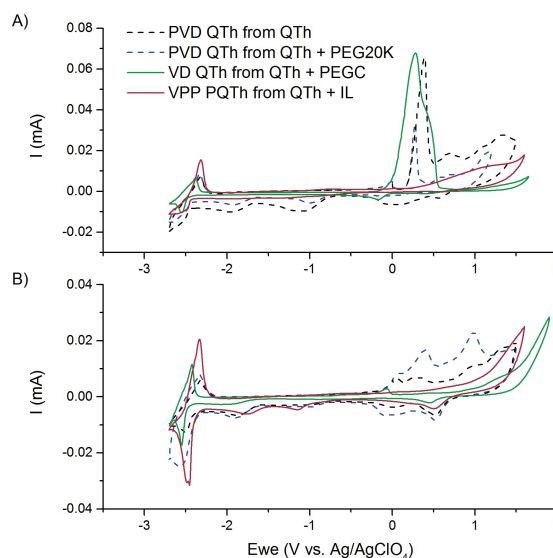 A)
PVD QTh from QTh
PVD QTh from QTh + PEG20K
VD QTh from QTh + PEGC
VPP PQTh from QTh + IL
0.08
0.06
0.04
0.02
0.00
-0.02
I (mA)
-3 -2 -1 0 1
B)
0.04
0.02
0.00
-0.02
-0.04
I (mA)
-3 -2 -1 0 1
Ewe (V vs. Ag/AgClO₄)